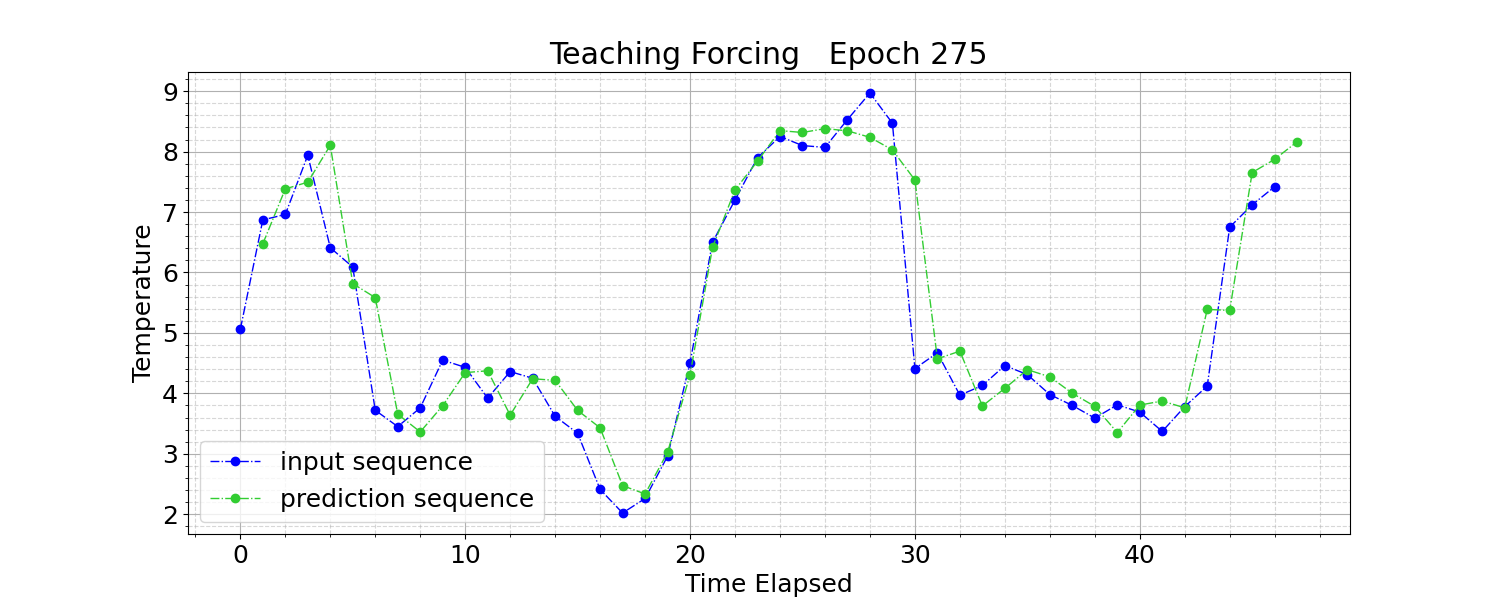 Teaching Forcing   Epoch 275
9
8
7
6
5
4
3
2
Temperature
input sequence
prediction sequence
0 10 20 30 40
Time Elapsed